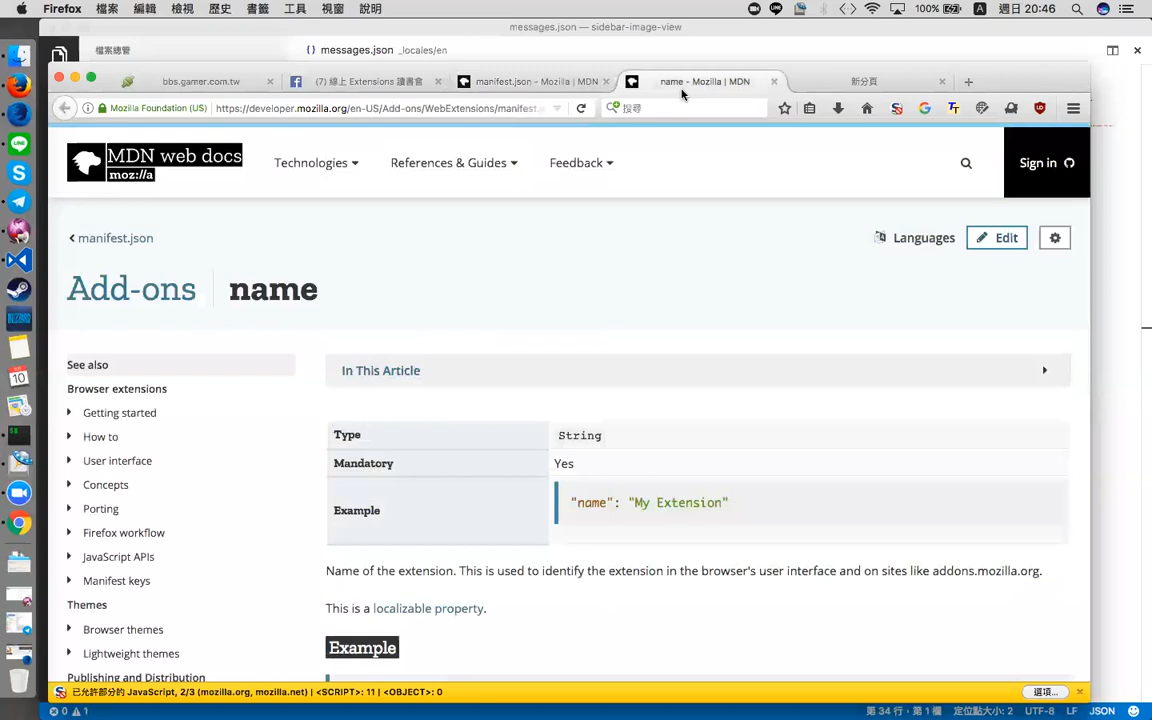 Firefox 檔案 編輯 檢視 歷史 書籤 工具 視窗 說明 100% 週日 20:46
messages.json — sidebar-image-view
檔案總管 {} messages.json _locales/en
bbs.gamer.com.tw × (7) 線上 Extensions 讀書會 × manifest.json - Mozilla | MDN × name - Mozilla | MDN × 新分頁 × +
Mozilla Foundation (US) https://developer.mozilla.org/en-US/Add-ons/WebExtensions/manifest. 搜尋
MDN web docs
moz://a
Technologies References & Guides Feedback Sign in
manifest.json Languages Edit
Add-ons name
See also
Browser extensions
Getting started
How to
User interface
Concepts
Porting
Firefox workflow
JavaScript APIs
Manifest keys
Themes
Browser themes
Lightweight themes
Publishing and Distribution
In This Article
Type String
Mandatory Yes
Example "name": "My Extension"
Name of the extension. This is used to identify the extension in the browser's user interface and on sites like addons.mozilla.org.
This is a localizable property.
Example
已允許部分的 JavaScript, 2/3 (mozilla.org, mozilla.net) | <SCRIPT>: 11 | <OBJECT>: 0 選項... ×
0 1 第 34 行，第 1 欄 定位點大小: 2 UTF-8 LF JSON